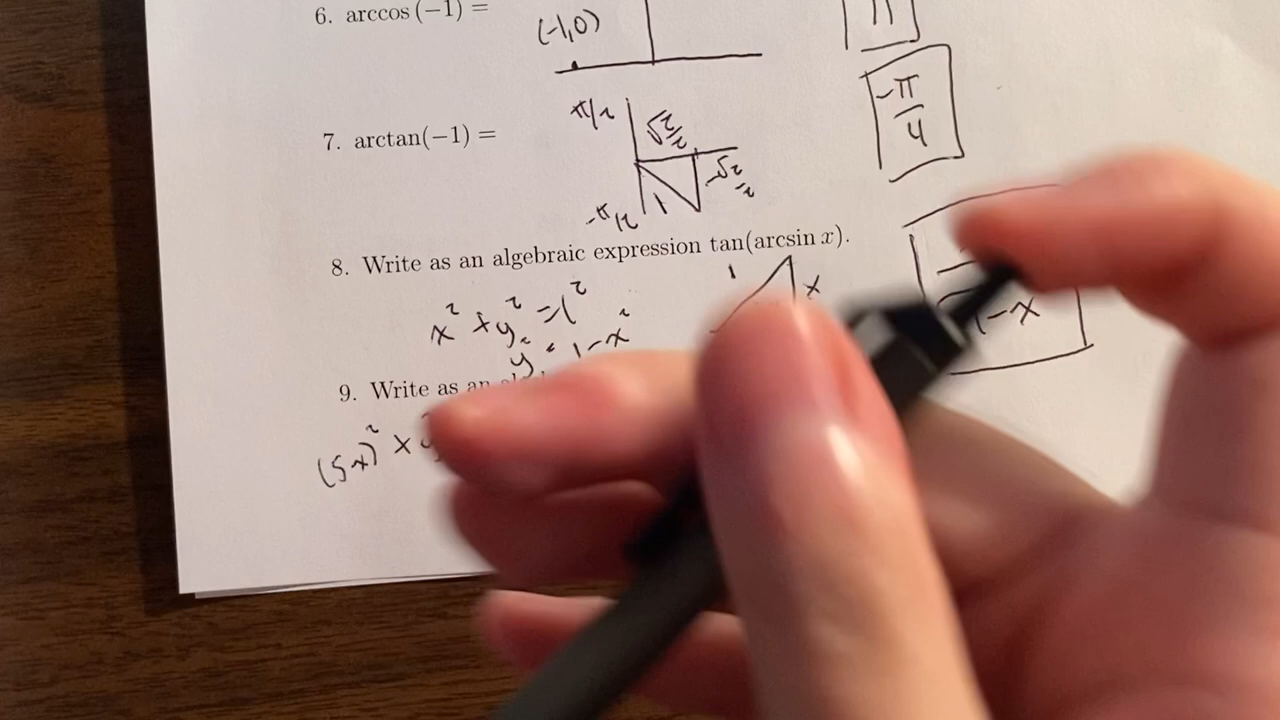 6. arccos(−1) =
(-1,0)
π
-π/4
π/2
√2/2
7. arctan(−1) =
-√2/2
1
-π/2
8. Write as an algebraic expression tan(arcsin x).
1
x
x² + y² = 1²
y² = 1-x²
1-x
9. Write as an
(5x)² +